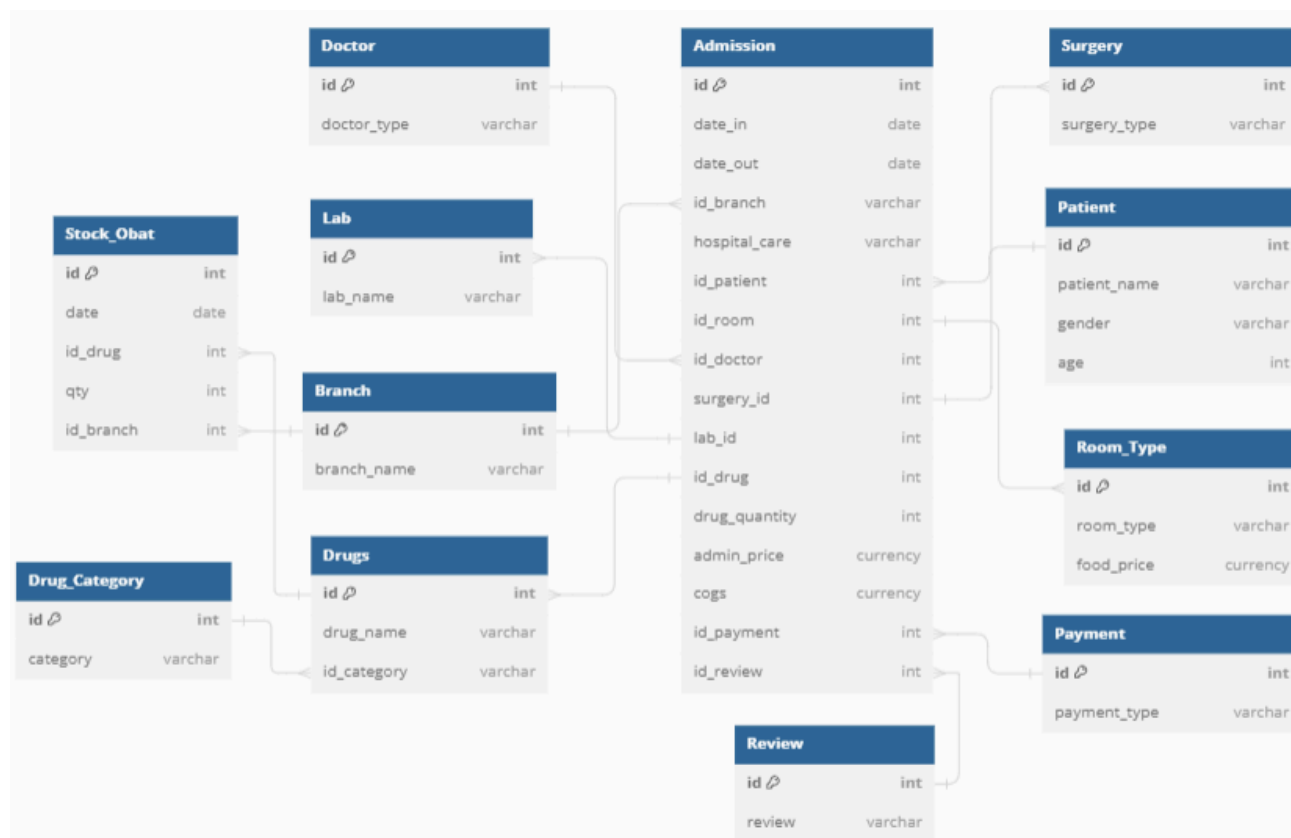 Doctor
id int
doctor_type varchar
Lab
id int
lab_name varchar
Stock_Obat
id int
date date
id_drug int
qty int
id_branch int
Branch
id int
branch_name varchar
Drug_Category
id int
category varchar
Drugs
id int
drug_name varchar
id_category varchar
Admission
id int
date_in date
date_out date
id_branch varchar
hospital_care varchar
id_patient int
id_room int
id_doctor int
surgery_id int
lab_id int
id_drug int
drug_quantity int
admin_price currency
cogs currency
id_payment int
id_review int
Review
id int
review varchar
Surgery
id int
surgery_type varchar
Patient
id int
patient_name varchar
gender varchar
age int
Room_Type
id int
room_type varchar
food_price currency
Payment
id int
payment_type varchar